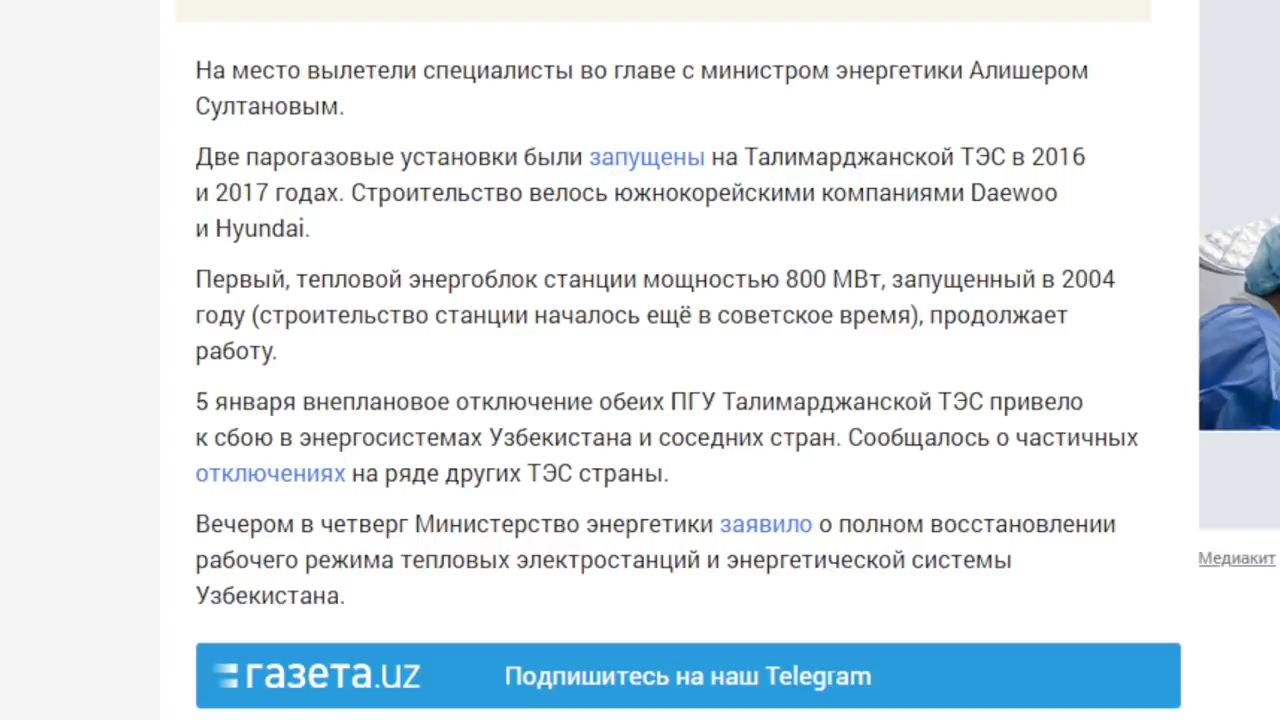 На место вылетели специалисты во главе с министром энергетики Алишером
Султановым.
Две парогазовые установки были запущены на Талимарджанской ТЭС в 2016
и 2017 годах. Строительство велось южнокорейскими компаниями Daewoo
и Hyundai.
Первый, тепловой энергоблок станции мощностью 800 МВт, запущенный в 2004
году (строительство станции началось ещё в советское время), продолжает
работу.
5 января внеплановое отключение обеих ПГУ Талимарджанской ТЭС привело
к сбою в энергосистемах Узбекистана и соседних стран. Сообщалось о частичных
отключениях на ряде других ТЭС страны.
Вечером в четверг Министерство энергетики заявило о полном восстановлении
рабочего режима тепловых электростанций и энергетической системы
Узбекистана.
Медиакит
газета.uz Подпишитесь на наш Telegram